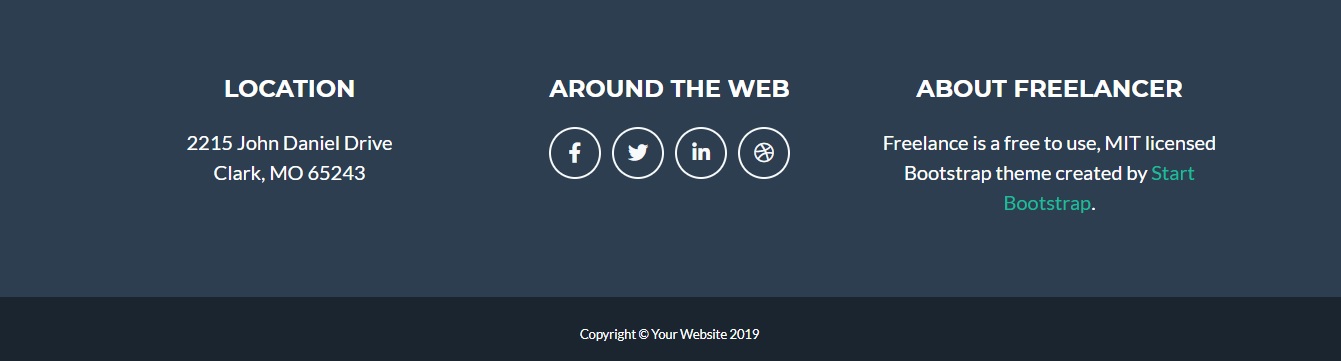 LOCATION
2215 John Daniel Drive
Clark, MO 65243
AROUND THE WEB
ABOUT FREELANCER
Freelance is a free to use, MIT licensed
Bootstrap theme created by Start
Bootstrap.
Copyright © Your Website 2019